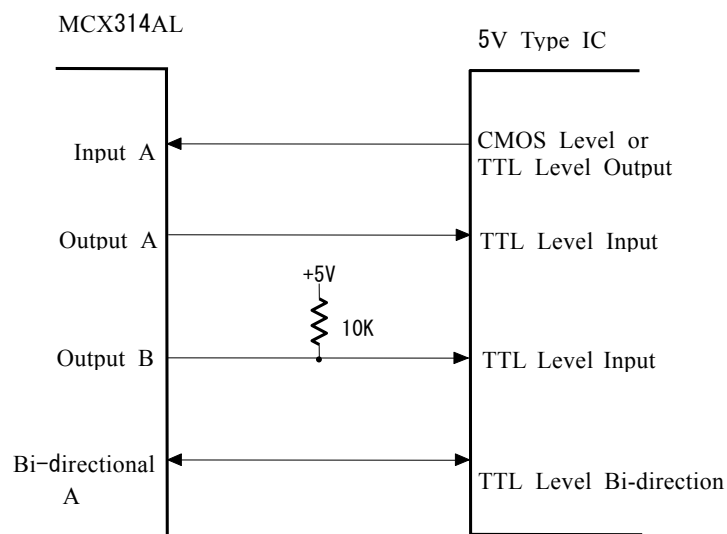 MCX314AL
5V Type IC
Input A
CMOS Level or
TTL Level Output
Output A
TTL Level Input
+5V
10K
Output B
TTL Level Input
Bi-directional
A
TTL Level Bi-direction